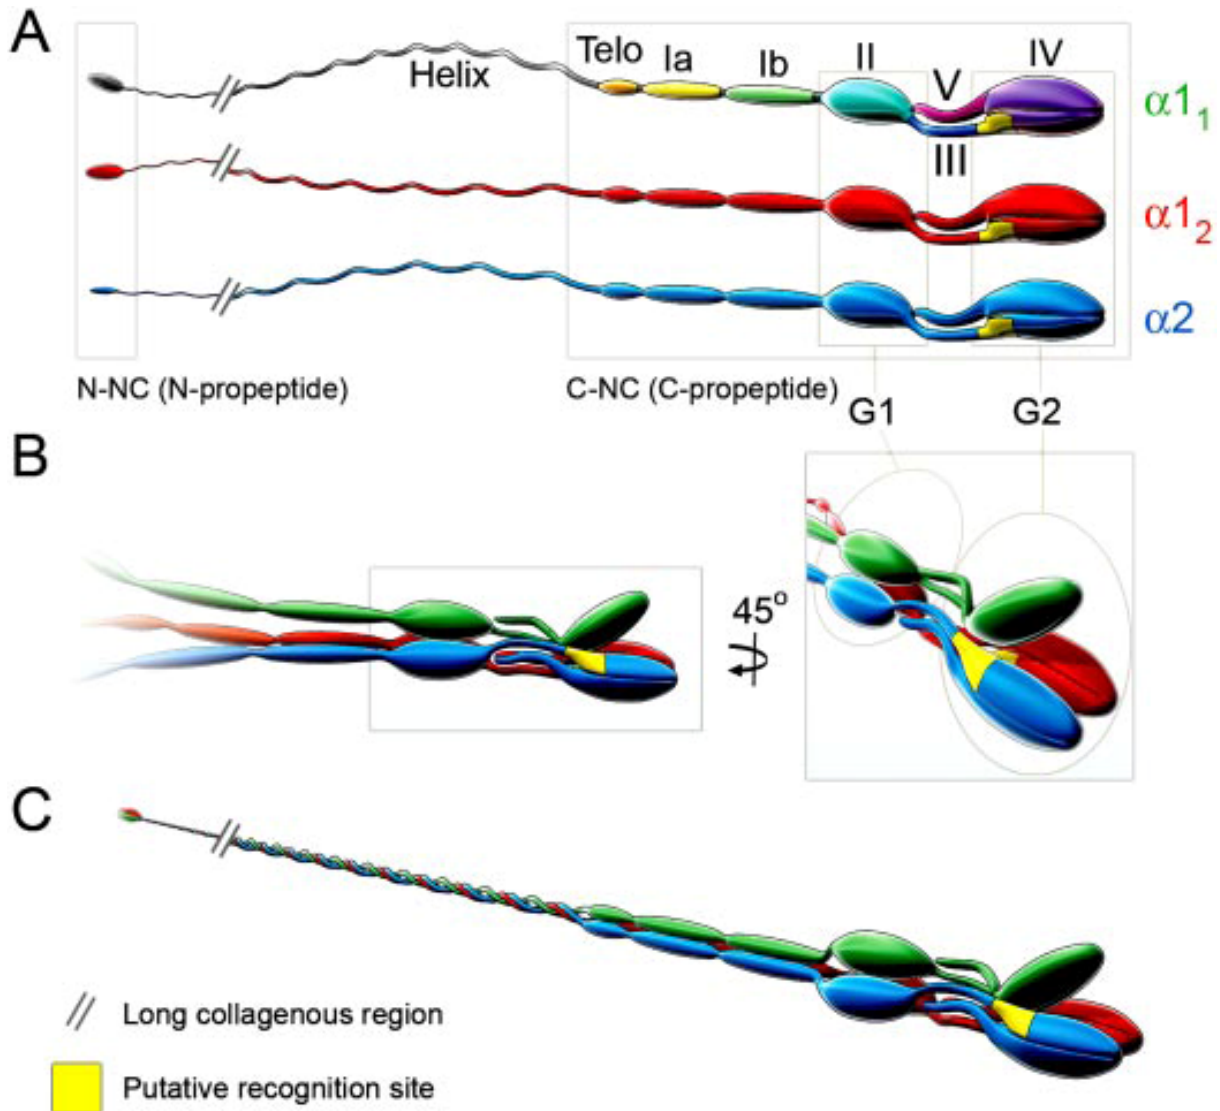 A
Telo Ia Ib II V IV
Helix
α1₁
III
α1₂
α2
N-NC (N-propeptide) C-NC (C-propeptide)
G1 G2
B
45°
C
// Long collagenous region
Putative recognition site